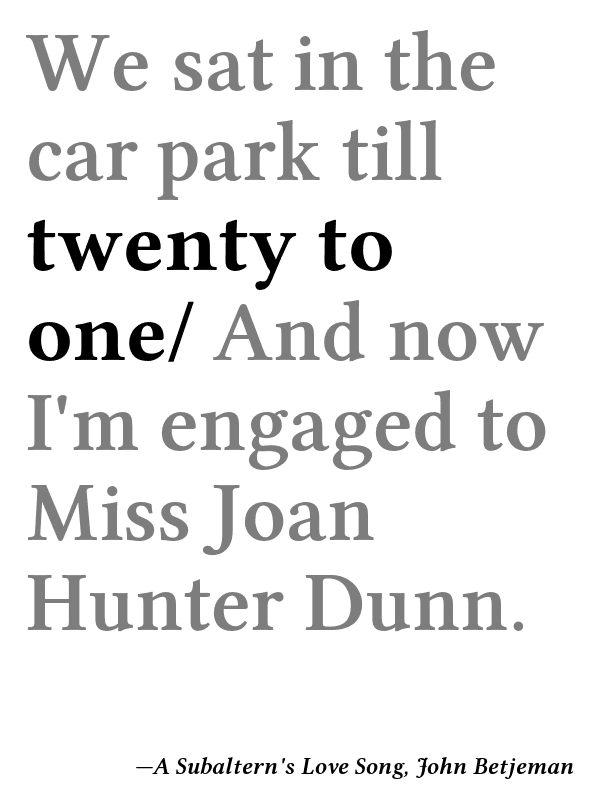 We sat in the
car park till
twenty to
one/ And now
I'm engaged to
Miss Joan
Hunter Dunn.
—A Subaltern's Love Song, John Betjeman